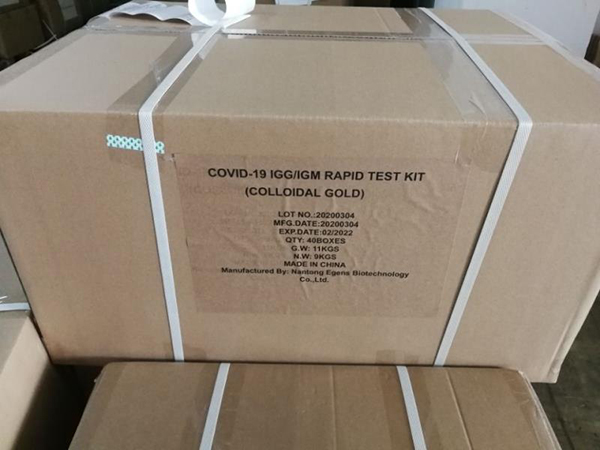 COVID-19 IGG/IGM RAPID TEST KIT
(COLLOIDAL GOLD)
LOT NO.:20200304
MFG.DATE:20200304
EXP.DATE:02/2022
QTY: 40BOXES
G.W: 11KGS
N.W: 9KGS
MADE IN CHINA
Manufactured By: Nantong Egens Biotechnology
Co.,Ltd.